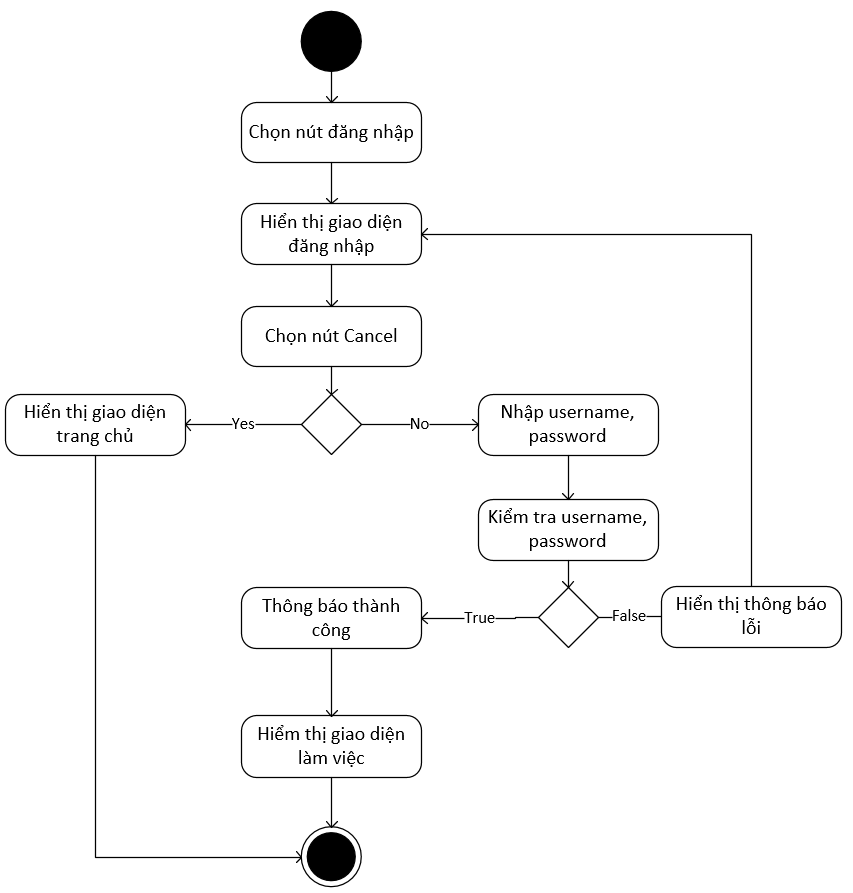 Chọn nút đăng nhập
Hiển thị giao diện
đăng nhập
Chọn nút Cancel
Hiển thị giao diện
trang chủ
Yes
No
Nhập username,
password
Kiểm tra username,
password
Thông báo thành
công
True
False
Hiển thị thông báo
lỗi
Hiểm thị giao diện
làm việc